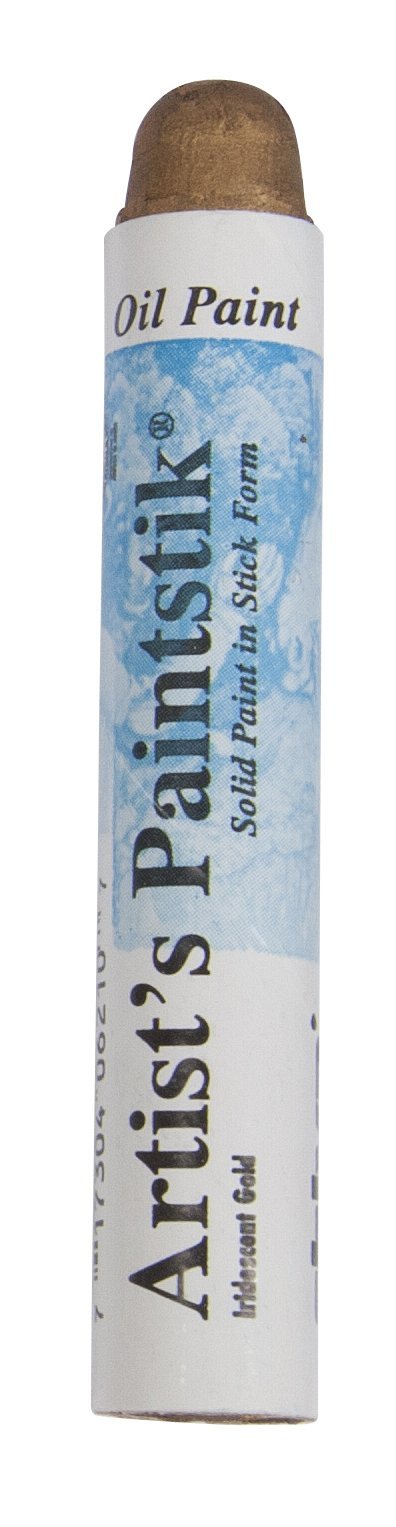 Oil Paint
Artist's Paintstik®
Solid Paint in Stick Form
Iridescent Gold